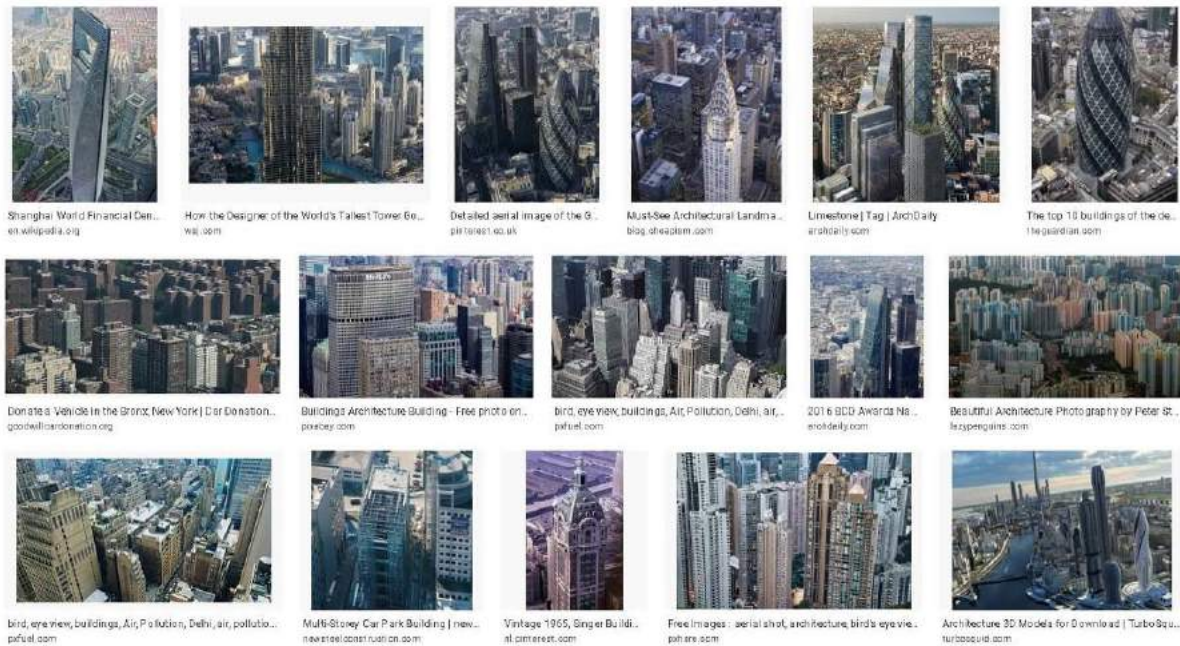 Shanghai World Financial Cen...
en.wikipedia.org
How the Designer of the World's Tallest Tower Go...
wsj.com
Detailed aerial image of the G...
pinterest.co.uk
Must-See Architectural Landma...
blog.cheapism.com
Limestone | Tag | ArchDaily
archdaily.com
The top 10 buildings of the de...
theguardian.com
MetLife
Donate a Vehicle in the Bronx, New York | Car Donation...
goodwillcardonation.org
Buildings Architecture Building - Free photo on...
pixabay.com
bird, eye view, buildings, Air, Pollution, Delhi, air,...
pxfuel.com
2016 Awards Na...
archdaily.com
Beautiful Architecture Photography by Peter St...
lazypenguins.com
bird, eye view, buildings, Air, Pollution, Delhi, air, pollutio...
pxfuel.com
Multi-Storey Car Park Building | new...
newsteelconstruction.com
Vintage 1965, Singer Buildi...
nl.pinterest.com
Free Images : aerial shot, architecture, bird's eye vie...
pxhere.com
Architecture 3D Models for Download | TurboSqu...
turbosquid.com